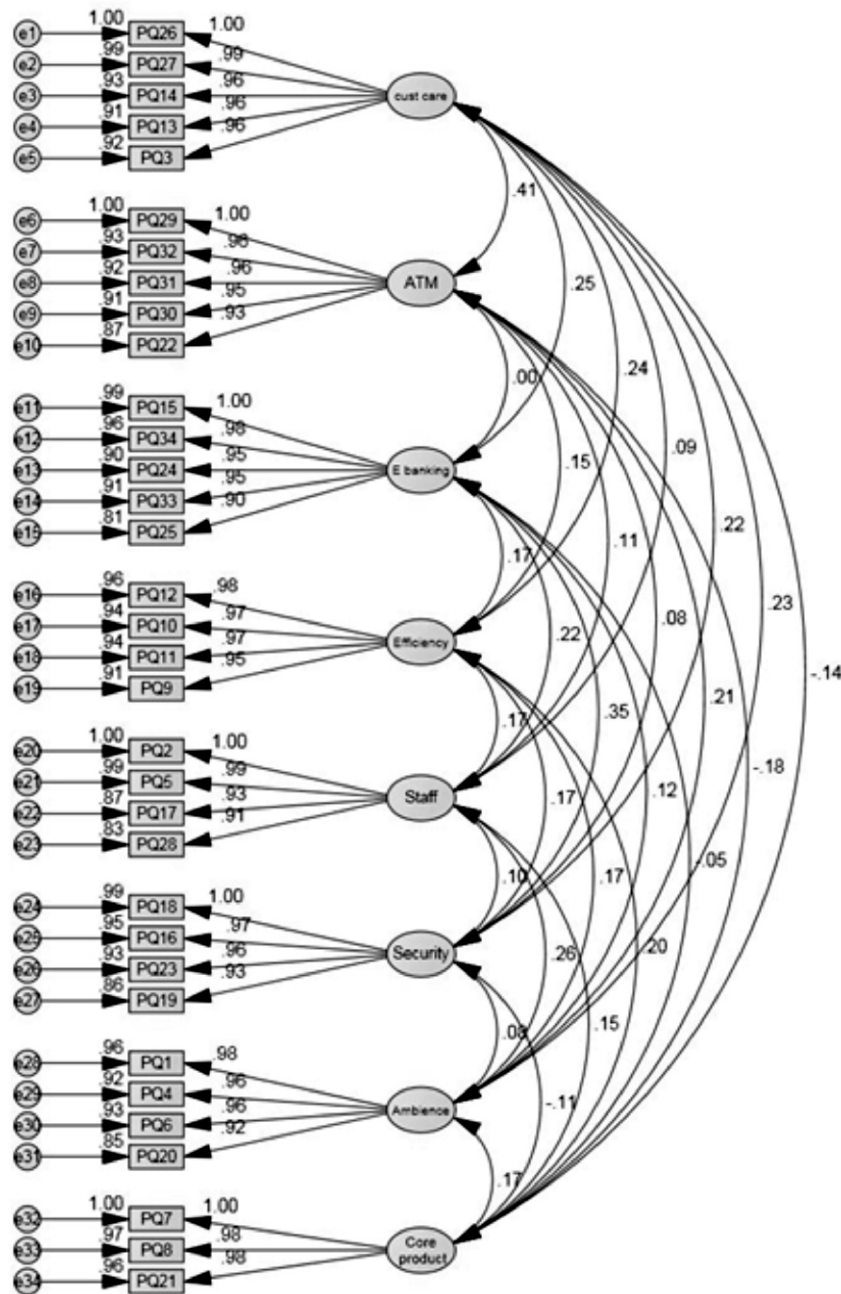 e1 1.00 PQ26 1.00
e2 .99 PQ27 .99
e3 .93 PQ14 .96
e4 .91 PQ13 .96
e5 .92 PQ3 .96
cust care
.41
e6 1.00 PQ29 1.00
e7 .93 PQ32 .96
e8 .92 PQ31 .96
e9 .91 PQ30 .95
e10 .87 PQ22 .93
ATM
.25
.00
.24
e11 .99 PQ15 1.00
e12 .96 PQ34 .98
e13 .90 PQ24 .95
e14 .91 PQ33 .95
e15 .81 PQ25 .90
E banking
.15
.09
.17
.11
.22
e16 .96 PQ12 .98
e17 .94 PQ10 .97
e18 .94 PQ11 .97
e19 .91 PQ9 .95
Efficiency
.22
.08
.23
-.14
.17
.35
.21
e20 1.00 PQ2 1.00
e21 .99 PQ5 .99
e22 .87 PQ17 .93
e23 .83 PQ28 .91
Staff
.17
.12
-.18
.10
.17
-.05
e24 .99 PQ18 1.00
e25 .95 PQ16 .97
e26 .93 PQ23 .96
e27 .86 PQ19 .93
Security
.26
.20
.15
e28 .96 PQ1 .98
e29 .92 PQ4 .96
e30 .93 PQ6 .96
e31 .85 PQ20 .92
Ambience
-.11
.17
e32 1.00 PQ7 1.00
e33 .97 PQ8 .98
e34 .96 PQ21 .98
Core
product